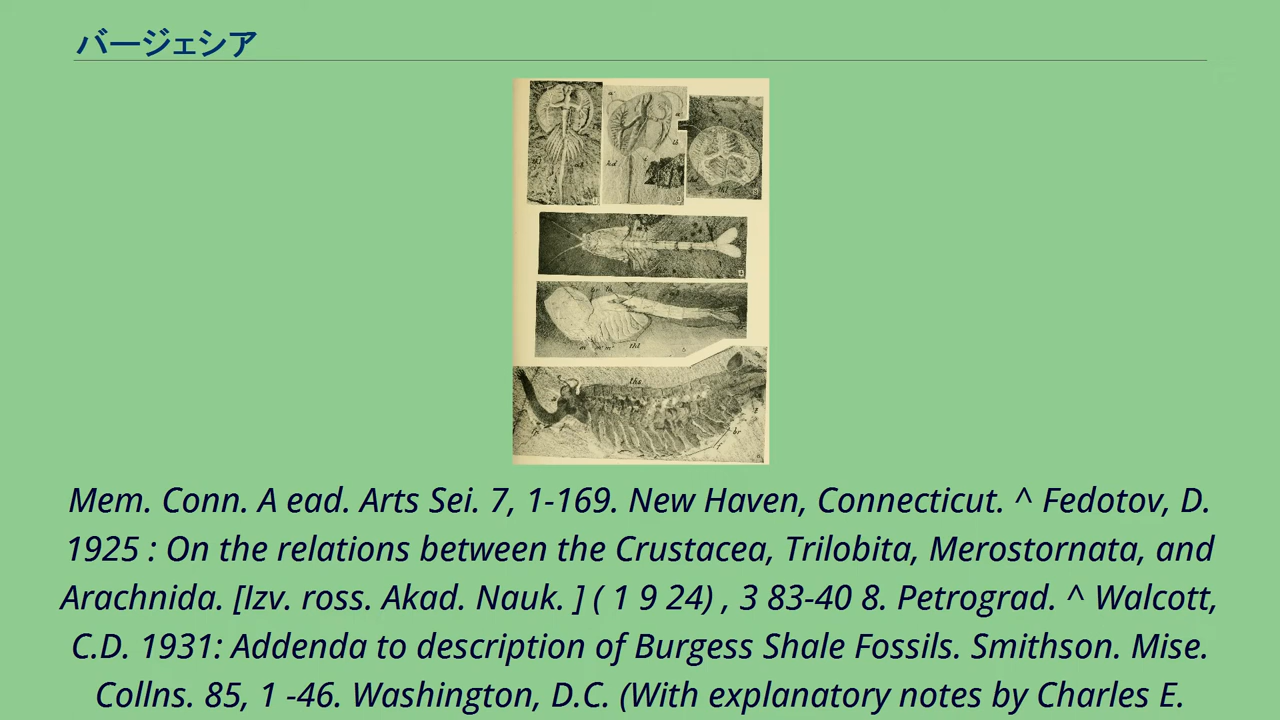 バージェシア
Mem. Conn. A ead. Arts Sei. 7, 1-169. New Haven, Connecticut. ^ Fedotov, D.
1925 : On the relations between the Crustacea, Trilobita, Merostornata, and
Arachnida. [Izv. ross. Akad. Nauk. ] ( 1 9 24) , 3 83-40 8. Petrograd. ^ Walcott,
C.D. 1931: Addenda to description of Burgess Shale Fossils. Smithson. Mise.
Collns. 85, 1 -46. Washington, D.C. (With explanatory notes by Charles E.